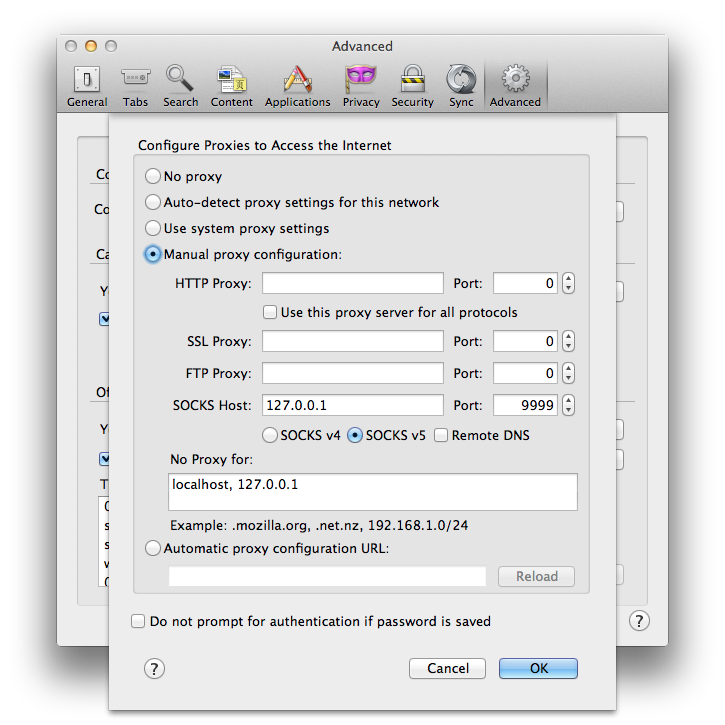 Advanced
General Tabs Search Content Applications Privacy Security Sync Advanced
Configure Proxies to Access the Internet
No proxy
Auto-detect proxy settings for this network
Use system proxy settings
Manual proxy configuration:
HTTP Proxy: Port: 0
Use this proxy server for all protocols
SSL Proxy: Port: 0
FTP Proxy: Port: 0
SOCKS Host: 127.0.0.1 Port: 9999
SOCKS v4 SOCKS v5 Remote DNS
No Proxy for:
localhost, 127.0.0.1
Example: .mozilla.org, .net.nz, 192.168.1.0/24
Automatic proxy configuration URL:
Reload
Do not prompt for authentication if password is saved
?
? Cancel OK